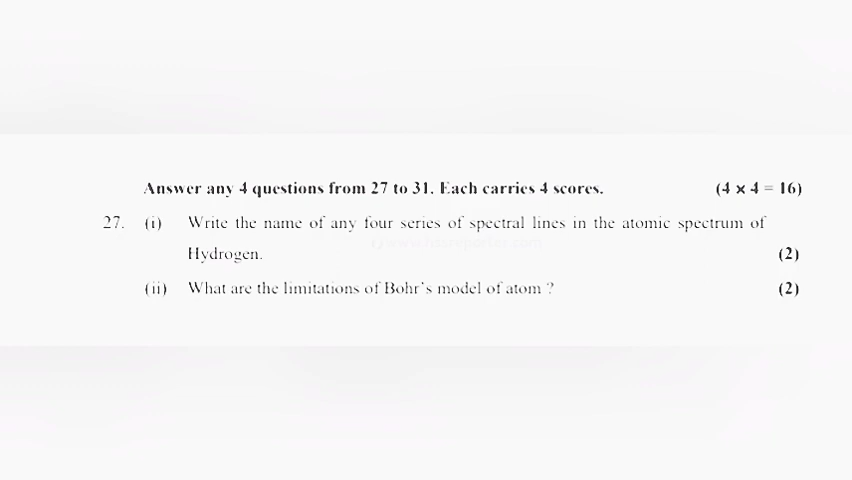 Answer any 4 questions from 27 to 31. Each carries 4 scores. (4 × 4 = 16)
27. (i) Write the name of any four series of spectral lines in the atomic spectrum of
Hydrogen. (2)
(ii) What are the limitations of Bohr's model of atom ? (2)